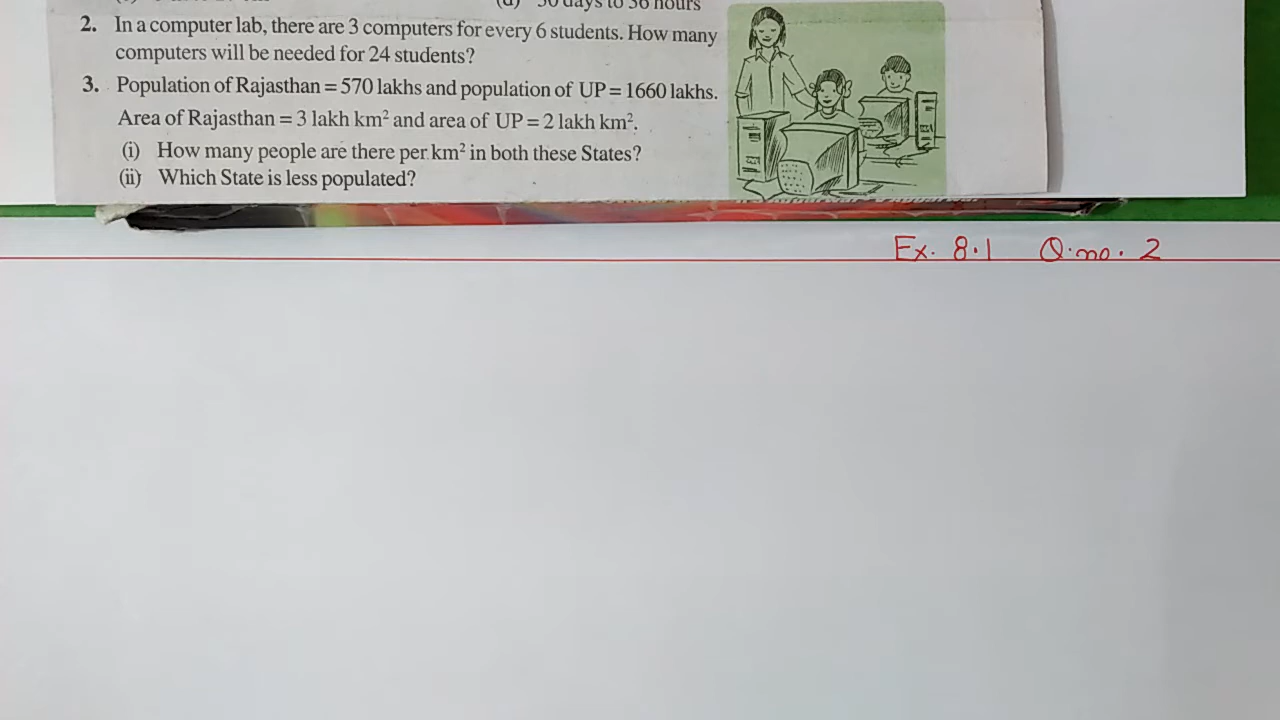 2. In a computer lab, there are 3 computers for every 6 students. How many
computers will be needed for 24 students?
3. Population of Rajasthan = 570 lakhs and population of UP = 1660 lakhs.
Area of Rajasthan = 3 lakh km² and area of UP = 2 lakh km².
(i) How many people are there per km² in both these States?
(ii) Which State is less populated?
Ex. 8.1 Q.no. 2